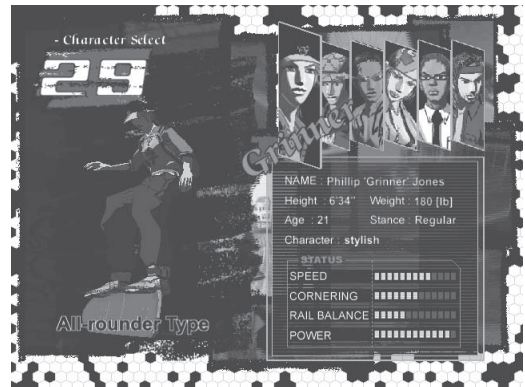 - Character Select
29
Grinner
NAME : Phillip 'Grinner' Jones
Height : 6'34" Weight : 180 [lb]
Age : 21 Stance : Regular
Character : stylish
STATUS
SPEED
CORNERING
RAIL BALANCE
POWER
All-rounder Type